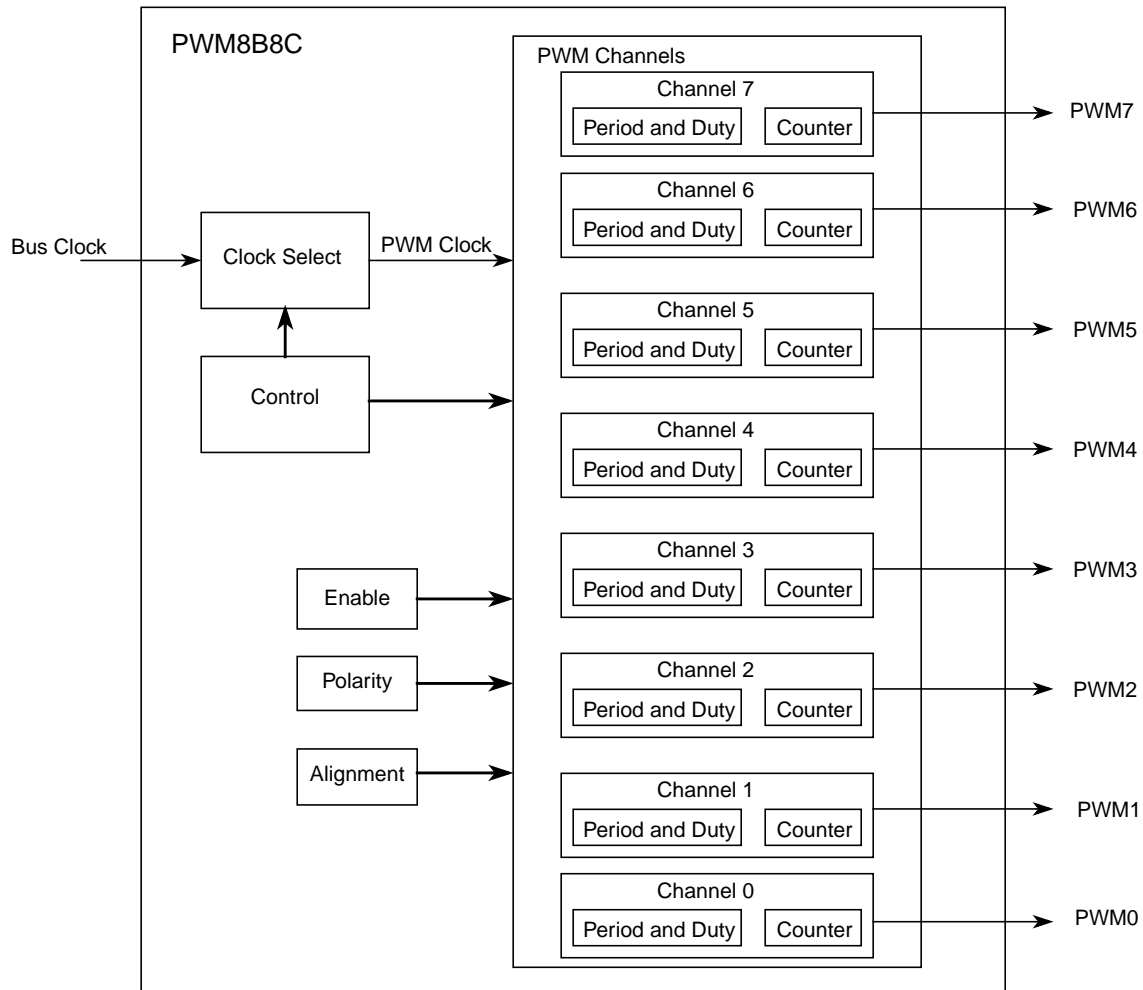 PWM8B8C
PWM Channels
Channel 7
Period and Duty
Counter
PWM7
Channel 6
Period and Duty
Counter
PWM6
Bus Clock
Clock Select
PWM Clock
Channel 5
Period and Duty
Counter
PWM5
Control
Channel 4
Period and Duty
Counter
PWM4
Channel 3
Period and Duty
Counter
PWM3
Enable
Polarity
Alignment
Channel 2
Period and Duty
Counter
PWM2
Channel 1
Period and Duty
Counter
PWM1
Channel 0
Period and Duty
Counter
PWM0